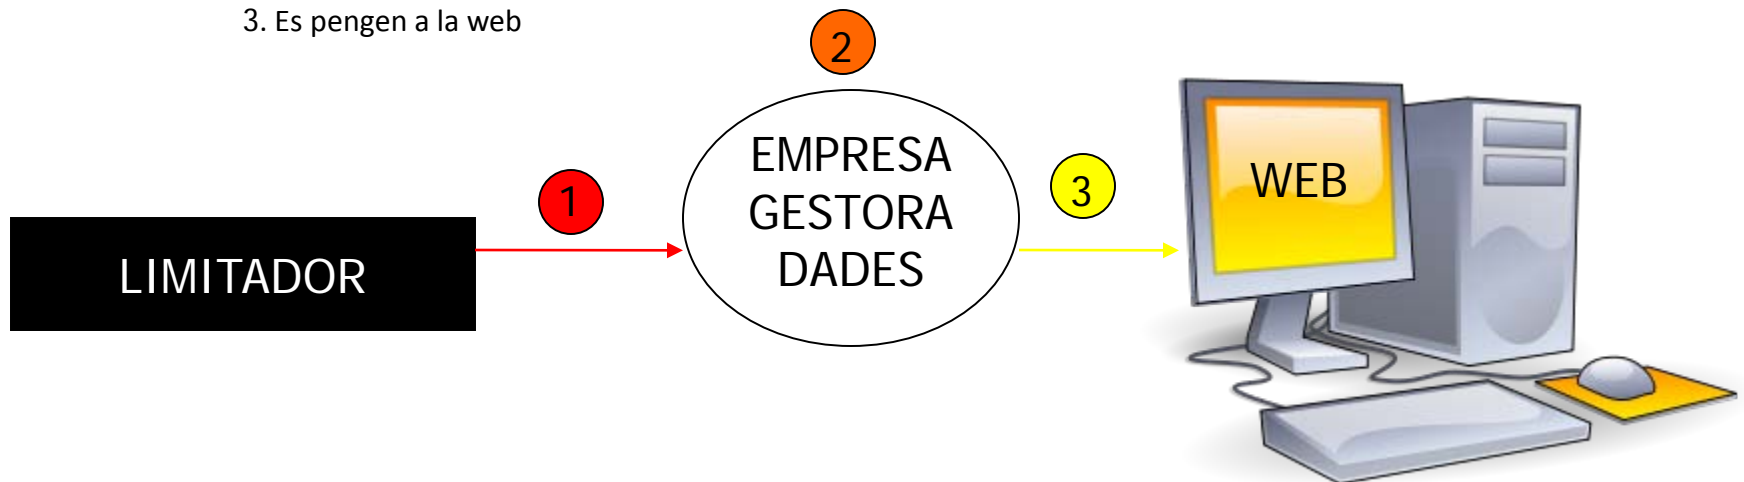 3. Es pengen a la web
2
EMPRESA
GESTORA
DADES
1
3
WEB
LIMITADOR